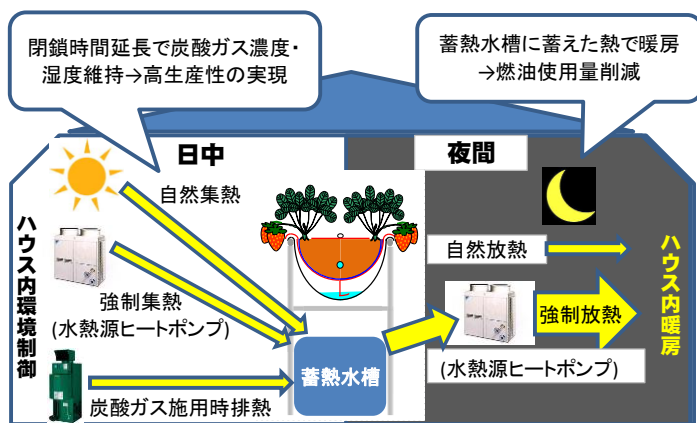 閉鎖時間延長で炭酸ガス濃度・
湿度維持→高生産性の実現
蓄熱水槽に蓄えた熱で暖房
→燃油使用量削減
日中
夜間
自然集熱
ハウス内環境制御
強制集熱
(水熱源ヒートポンプ)
炭酸ガス施用時排熱
蓄熱水槽
自然放熱
強制放熱
(水熱源ヒートポンプ)
ハウス内暖房